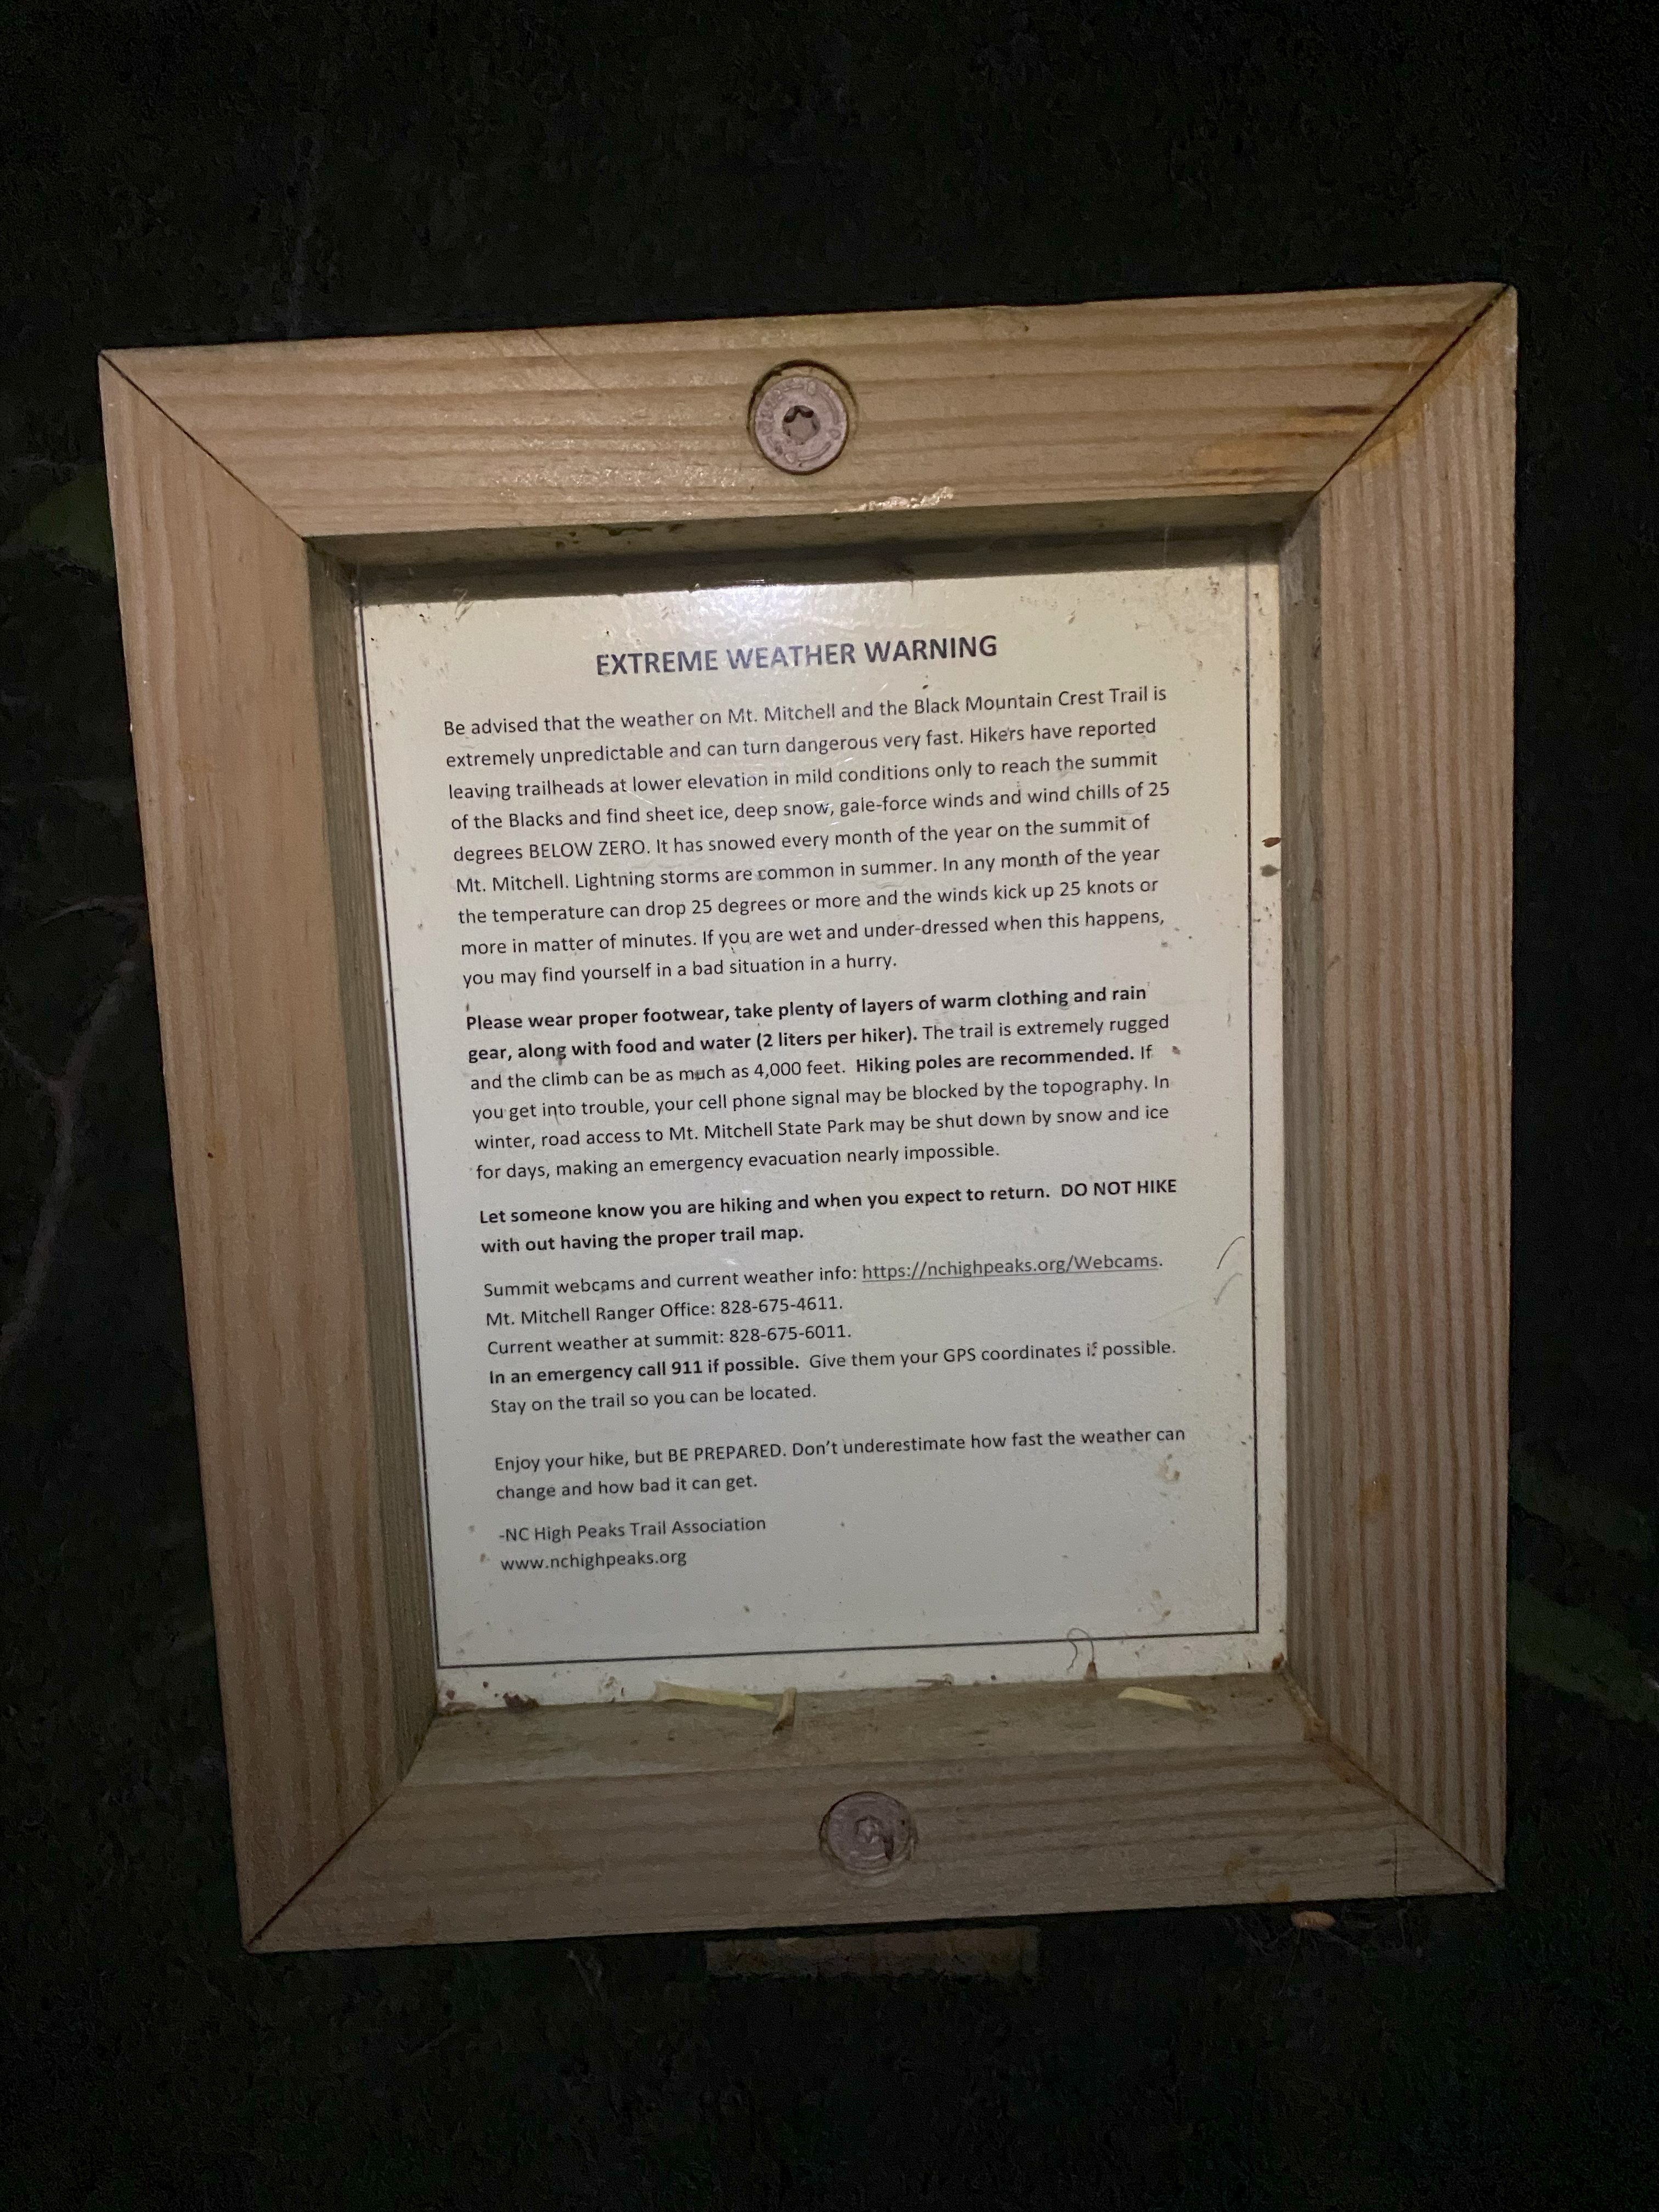 EXTREME WEATHER WARNING
Be advised that the weather on Mt. Mitchell and the Black Mountain Crest Trail is
extremely unpredictable and can turn dangerous very fast. Hikers have reported
leaving trailheads at lower elevation in mild conditions only to reach the summit
of the Blacks and find sheet ice, deep snow, gale-force winds and wind chills of 25
degrees BELOW ZERO. It has snowed every month of the year on the summit of
Mt. Mitchell. Lightning storms are common in summer. In any month of the year
the temperature can drop 25 degrees or more and the winds kick up 25 knots or
more in matter of minutes. If you are wet and under-dressed when this happens,
you may find yourself in a bad situation in a hurry.
Please wear proper footwear, take plenty of layers of warm clothing and rain
gear, along with food and water (2 liters per hiker). The trail is extremely rugged
and the climb can be as much as 4,000 feet. Hiking poles are recommended. If
you get into trouble, your cell phone signal may be blocked by the topography. In
winter, road access to Mt. Mitchell State Park may be shut down by snow and ice
for days, making an emergency evacuation nearly impossible.
Let someone know you are hiking and when you expect to return. DO NOT HIKE
with out having the proper trail map.
Summit webcams and current weather info: https://nchighpeaks.org/Webcams.
Mt. Mitchell Ranger Office: 828-675-4611.
Current weather at summit: 828-675-6011.
In an emergency call 911 if possible. Give them your GPS coordinates if possible.
Stay on the trail so you can be located.
Enjoy your hike, but BE PREPARED. Don’t underestimate how fast the weather can
change and how bad it can get.
-NC High Peaks Trail Association
www.nchighpeaks.org